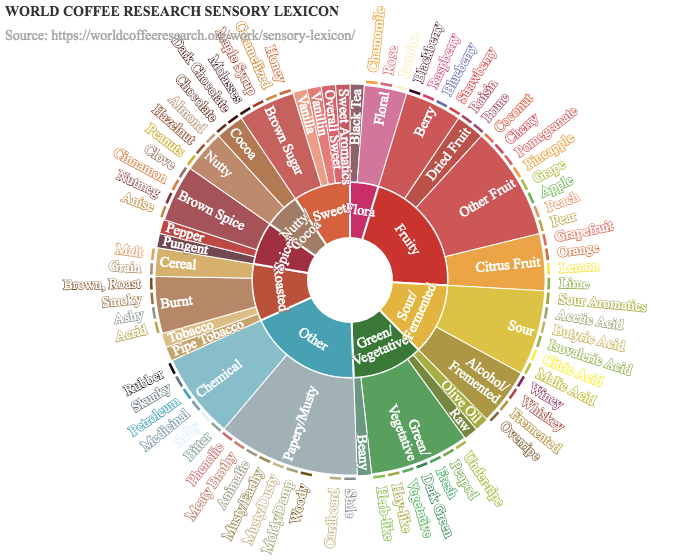 WORLD COFFEE RESEARCH SENSORY LEXICON
Source: https://worldcoffeeresearch.org/work/sensory-lexicon/
Flora
Fruity
Sour/
Fermented
Green/
Vegetative
Other
Roasted
Spices
Nutty/
Cocoa
Sweet
Black Tea
Floral
Berry
Dried Fruit
Other Fruit
Citrus Fruit
Sour
Alcohol/
Fremented
Olive Oil
Raw
Green/
Vegetative
Beany
Papery/Musty
Chemical
Pipe Tobacco
Tobacco
Burnt
Cereal
Pungent
Pepper
Brown Spice
Nutty
Cocoa
Brown Sugar
Vanilla
Overall Sweet
Sweet Aromatics
Chamomile
Rose
Blackberry
Raspberry
Blueberry
Strawberry
Raisin
Prune
Coconut
Cherry
Pomegranate
Pineapple
Grape
Apple
Peach
Pear
Grapefruit
Orange
Lemon
Lime
Sour Aromatics
Acetic Acid
Butyric Acid
Isovaleric Acid
Citric Acid
Malic Acid
Winey
Whiskey
Fermented
Overripe
Under-ripe
Peapod
Fresh
Dark Green
Vegetative
Hay-like
Herb-like
Stale
Cardboard
Woody
Moldy/Damp
Musty/Dusty
Musty/Earthy
Animalic
Meaty Brothy
Phenolic
Bitter
Salty
Medicinal
Petroleum
Skunky
Rubber
Acrid
Ashy
Smoky
Brown, Roast
Grain
Malt
Anise
Nutmeg
Cinnamon
Clove
Peanuts
Hazelnut
Almond
Chocolate
Dark Chocolate
Molasses
Maple Syrup
Caramelized
Honey